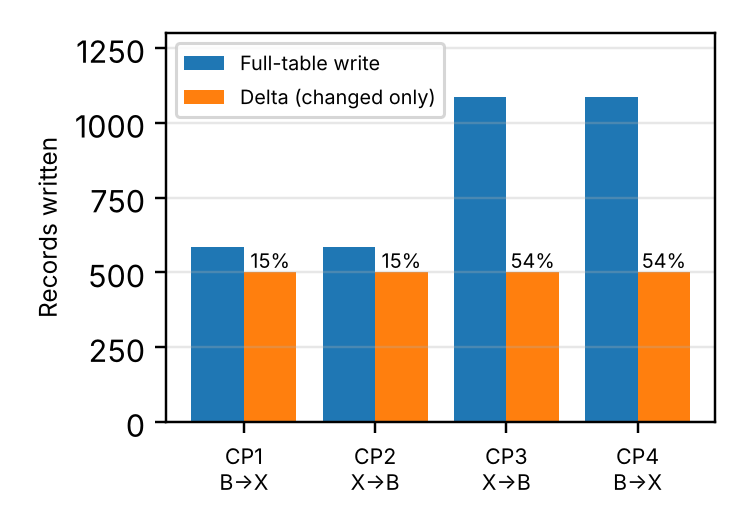 1250
1000
750
500
250
0
Records written
Full-table write
Delta (changed only)
15%
15%
54%
54%
CP1
B→X
CP2
X→B
CP3
X→B
CP4
B→X